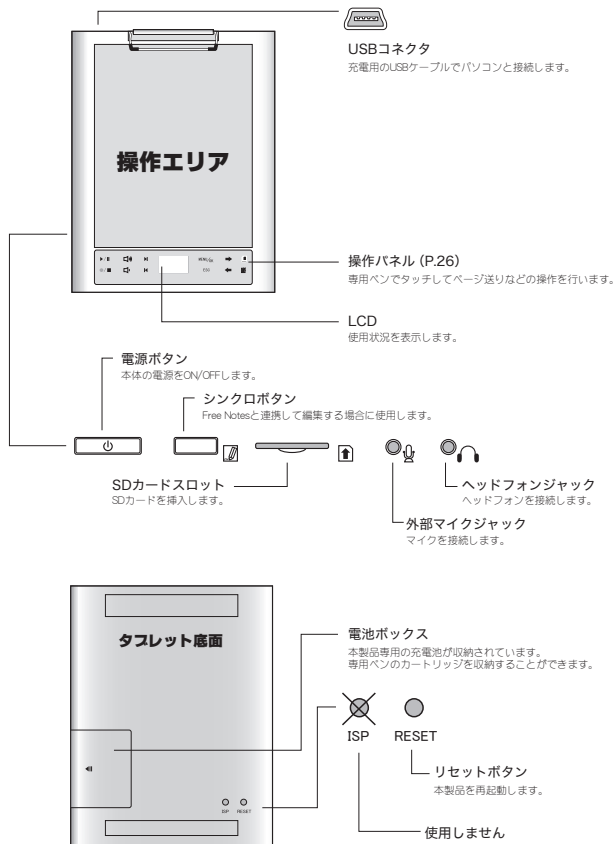 USBコネクタ
充電用のUSBケーブルでパソコンと接続します。
操作エリア
MENU/
ESC
操作パネル (P.26)
専用ペンでタッチしてページ送りなどの操作を行います。
LCD
使用状況を表示します。
電源ボタン
本体の電源をON/OFFします。
シンクロボタン
Free Notesと連携して編集する場合に使用します。
SDカードスロット
SDカードを挿入します。
ヘッドフォンジャック
ヘッドフォンを接続します。
外部マイクジャック
マイクを接続します。
タブレット底面
電池ボックス
本製品専用の充電池が収納されています。
専用ペンのカートリッジを収納することができます。
ISP RESET
リセットボタン
本製品を再起動します。
ISP RESET
使用しません